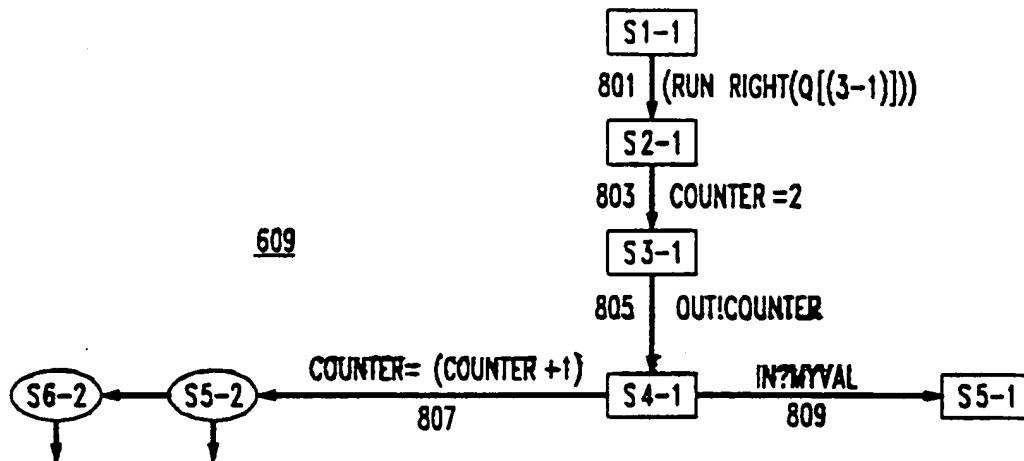 S1-1
801 (RUN RIGHT(Q[(3-1)]))
S2-1
803 COUNTER=2
609
S3-1
805 OUT!COUNTER
COUNTER= (COUNTER+1)
IN?MYVAL
S6-2
S5-2
S4-1
S5-1
807
809